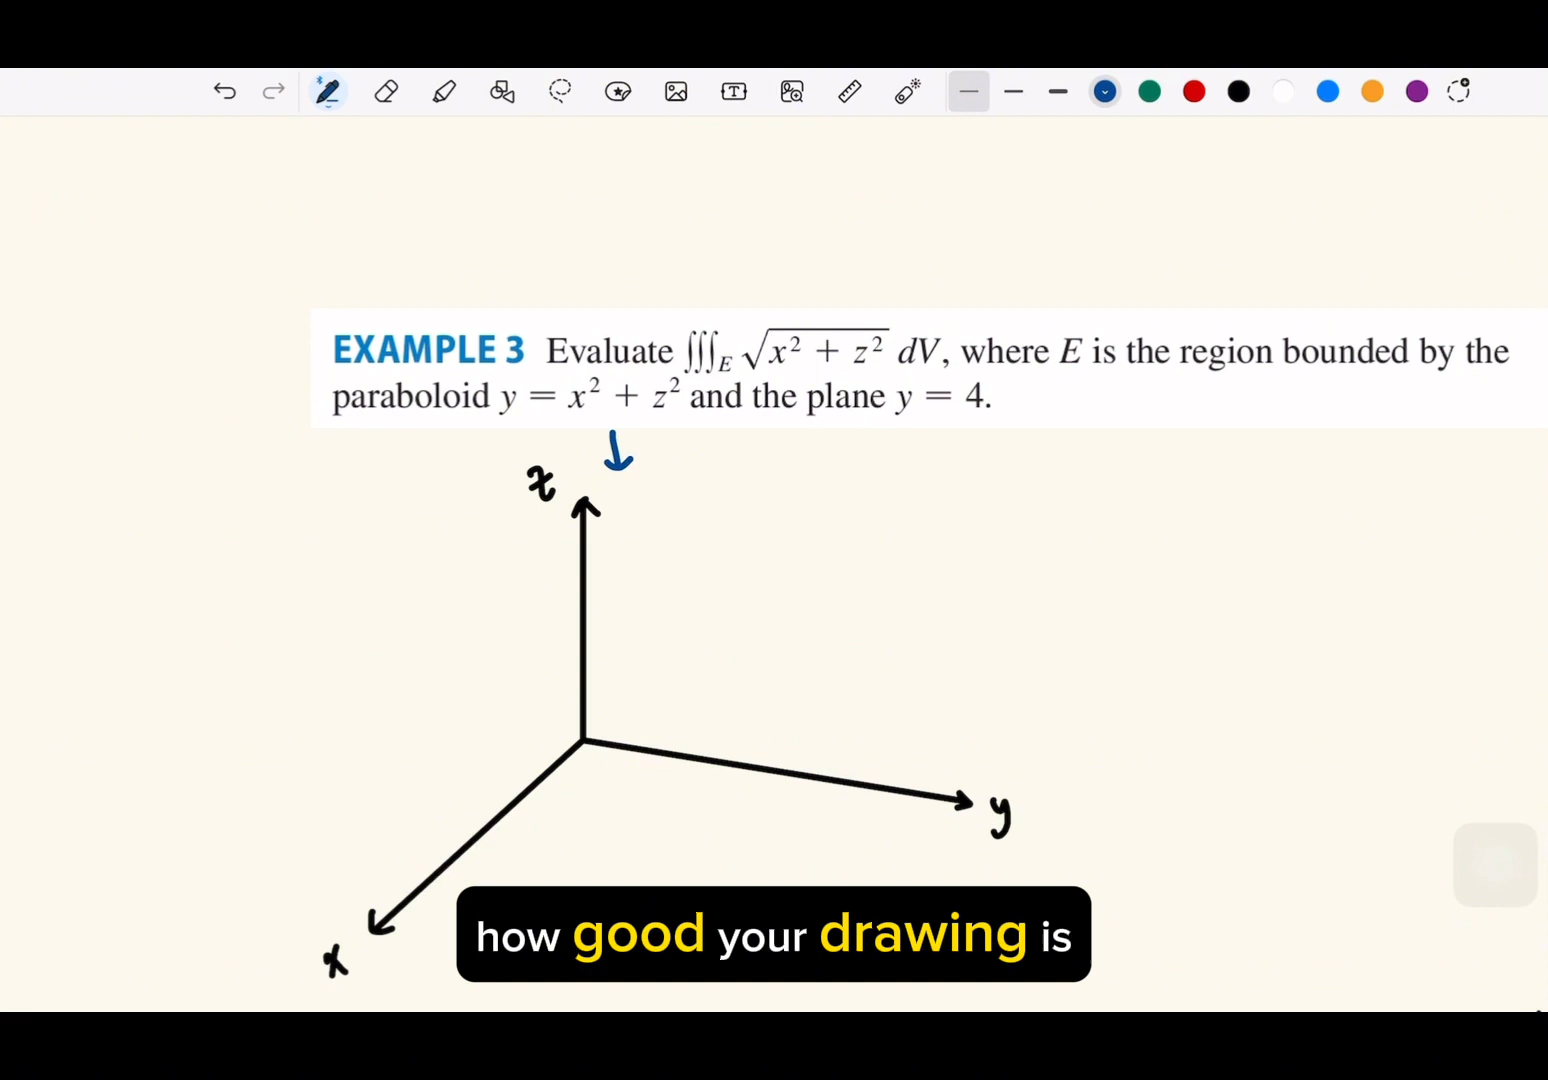 EXAMPLE 3 Evaluate ∭_E √(x² + z²) dV, where E is the region bounded by the
paraboloid y = x² + z² and the plane y = 4.
z
y
x
how good your drawing is